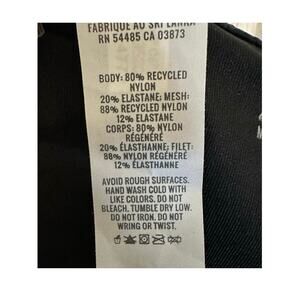 FABRIQUÉ AU SRI LANKA
RN 54485 CA 03873
BODY: 80% RECYCLED
NYLON
20% ELASTANE; MESH:
88% RECYCLED NYLON
12% ELASTANE
CORPS: 80% NYLON
RÉGÉNÉRÉ
20% ÉLASTHANNE; FILET:
88% NYLON RÉGÉNÉRÉ
12% ÉLASTHANNE
AVOID ROUGH SURFACES.
HAND WASH COLD WITH
LIKE COLORS. DO NOT
BLEACH. TUMBLE DRY LOW.
DO NOT IRON. DO NOT
WRING OR TWIST.